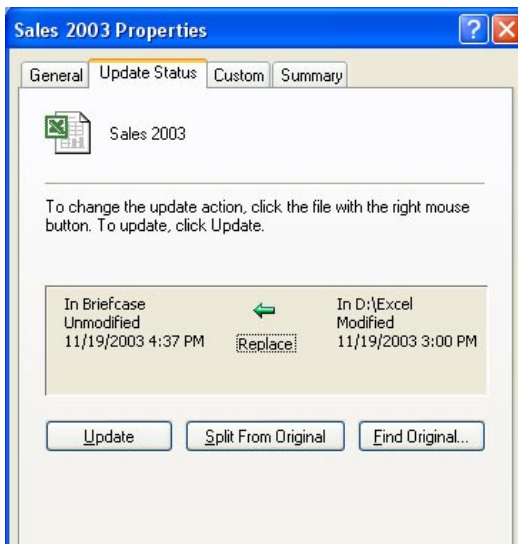 Sales 2003 Properties
General Update Status Custom Summary
Sales 2003
To change the update action, click the file with the right mouse
button. To update, click Update.
In Briefcase In D:\Excel
Unmodified Modified
11/19/2003 4:37 PM Replace 11/19/2003 3:00 PM
Update Split From Original Find Original...